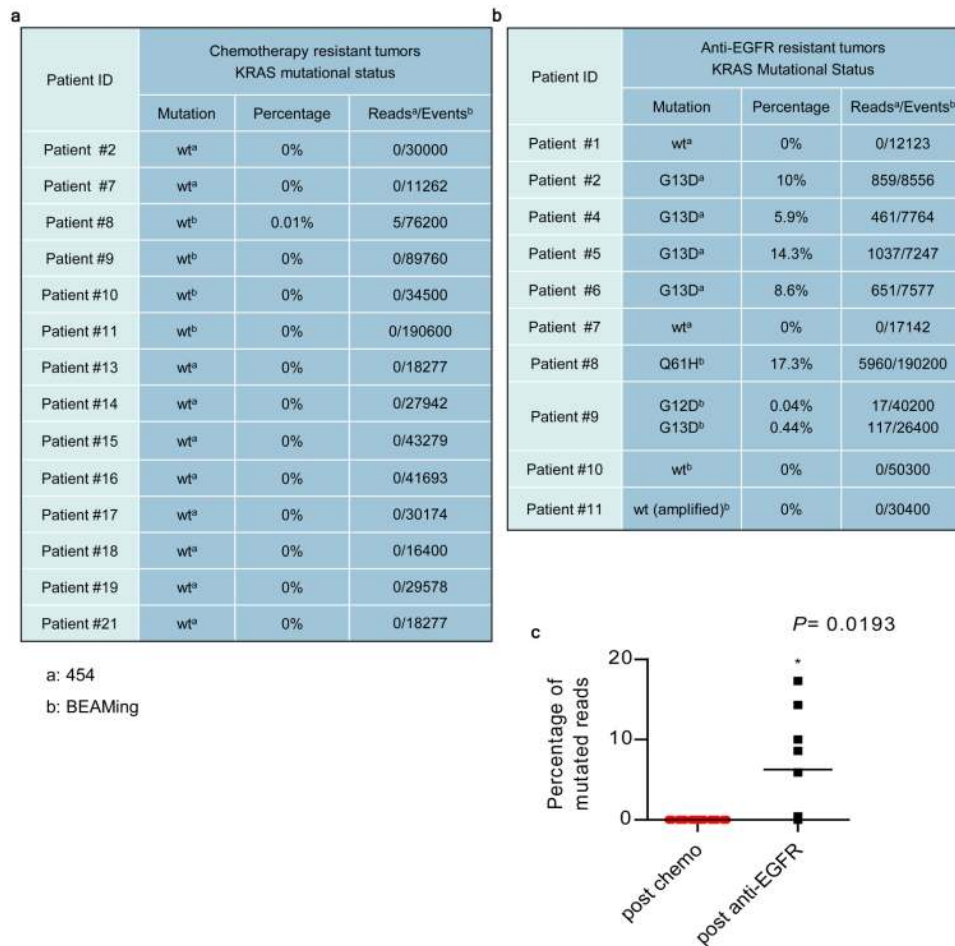 a
Chemotherapy resistant tumors
KRAS mutational status
Patient ID
Mutation Percentage Readsᵃ/Eventsᵇ
Patient #2 wtᵃ 0% 0/30000
Patient #7 wtᵃ 0% 0/11262
Patient #8 wtᵇ 0.01% 5/76200
Patient #9 wtᵇ 0% 0/89760
Patient #10 wtᵇ 0% 0/34500
Patient #11 wtᵇ 0% 0/190600
Patient #13 wtᵃ 0% 0/18277
Patient #14 wtᵃ 0% 0/27942
Patient #15 wtᵃ 0% 0/43279
Patient #16 wtᵃ 0% 0/41693
Patient #17 wtᵃ 0% 0/30174
Patient #18 wtᵃ 0% 0/16400
Patient #19 wtᵃ 0% 0/29578
Patient #21 wtᵃ 0% 0/18277
a: 454
b: BEAMing
b
Anti-EGFR resistant tumors
KRAS Mutational Status
Patient ID
Mutation Percentage Readsᵃ/Eventsᵇ
Patient #1 wtᵃ 0% 0/12123
Patient #2 G13Dᵃ 10% 859/8556
Patient #4 G13Dᵃ 5.9% 461/7764
Patient #5 G13Dᵃ 14.3% 1037/7247
Patient #6 G13Dᵃ 8.6% 651/7577
Patient #7 wtᵃ 0% 0/17142
Patient #8 Q61Hᵇ 17.3% 5960/190200
Patient #9
G12Dᵇ 0.04% 17/40200
G13Dᵇ 0.44% 117/26400
Patient #10 wtᵇ 0% 0/50300
Patient #11 wt (amplified)ᵇ 0% 0/30400
c
P= 0.0193
*
Percentage of
mutated reads
20
10
0
post chemo
post anti-EGFR